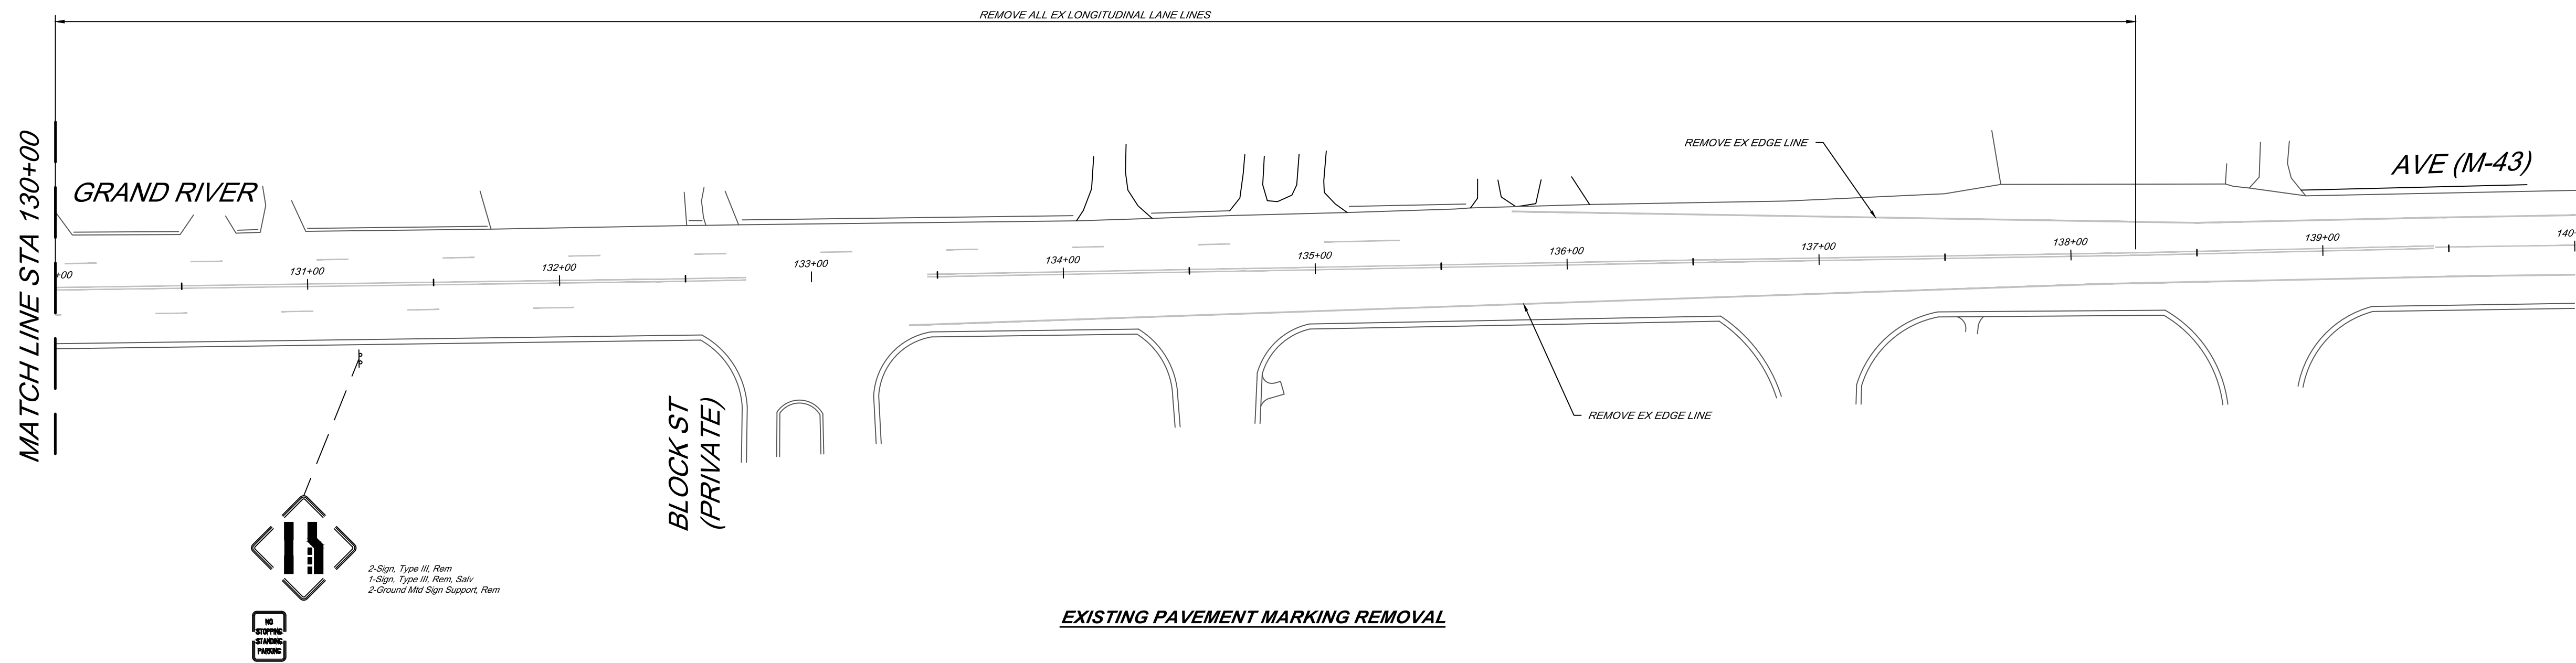 REMOVE ALL EX LONGITUDINAL LANE LINES
MATCH LINE STA 130+00
GRAND RIVER
REMOVE EX EDGE LINE
AVE (M-43)
+00
131+00
132+00
133+00
134+00
135+00
136+00
137+00
138+00
139+00
140+
REMOVE EX EDGE LINE
BLOCK ST
(PRIVATE)
2-Sign, Type III, Rem
1-Sign, Type III, Rem, Salv
2-Ground Mtd Sign Support, Rem
NO
STOPPING
STANDING
PARKING
EXISTING PAVEMENT MARKING REMOVAL